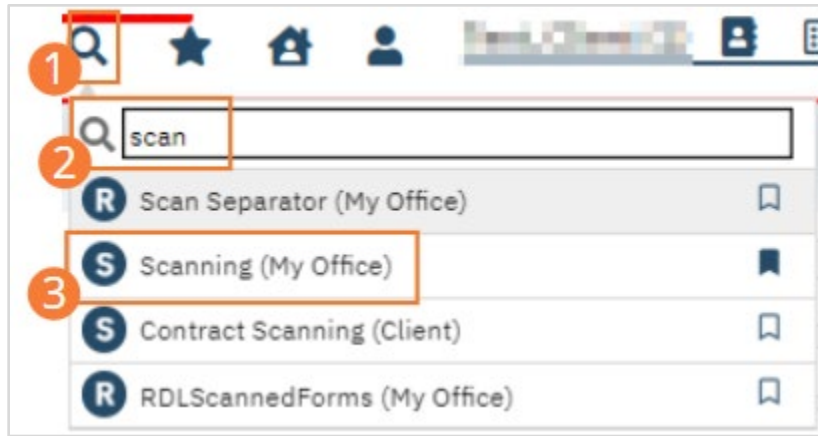 1
2
scan
R Scan Separator (My Office)
S Scanning (My Office)
3
S Contract Scanning (Client)
R RDLScannedForms (My Office)